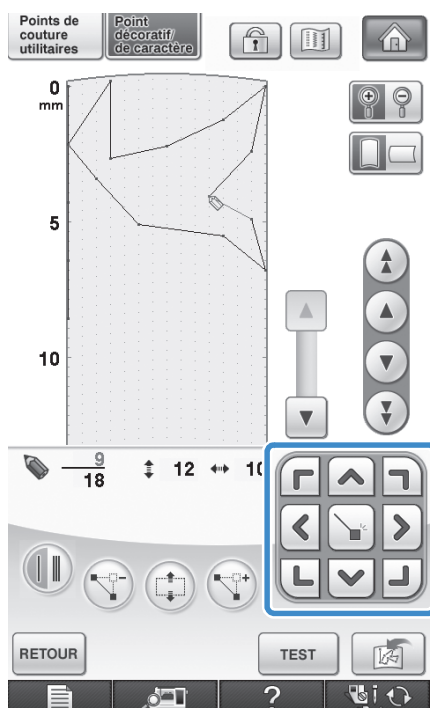 Points de
couture
utilitaires
Point
décoratif/
de caractère
0
mm
5
10
9
18
12
10
RETOUR
TEST
?